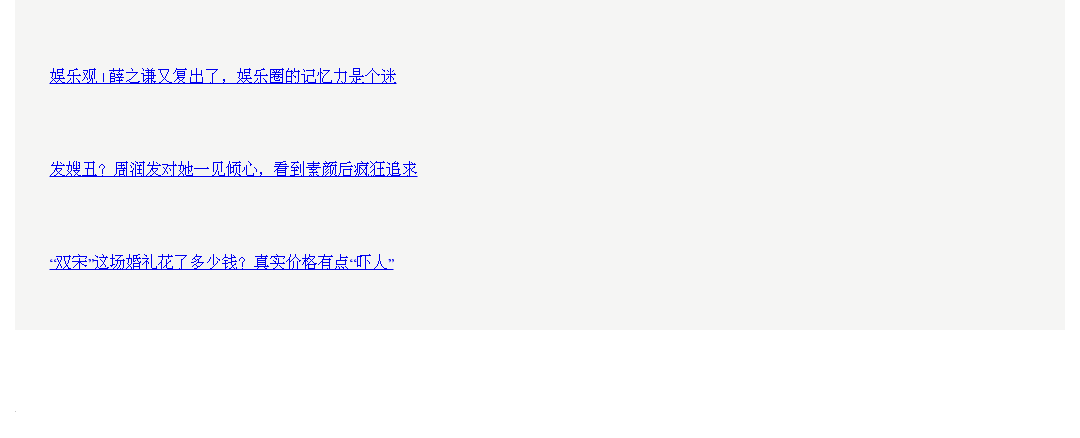 娱乐观|薛之谦又复出了，娱乐圈的记忆力是个迷
发嫂丑？周润发对她一见倾心，看到素颜后疯狂追求
“双宋”这场婚礼花了多少钱？真实价格有点“吓人”